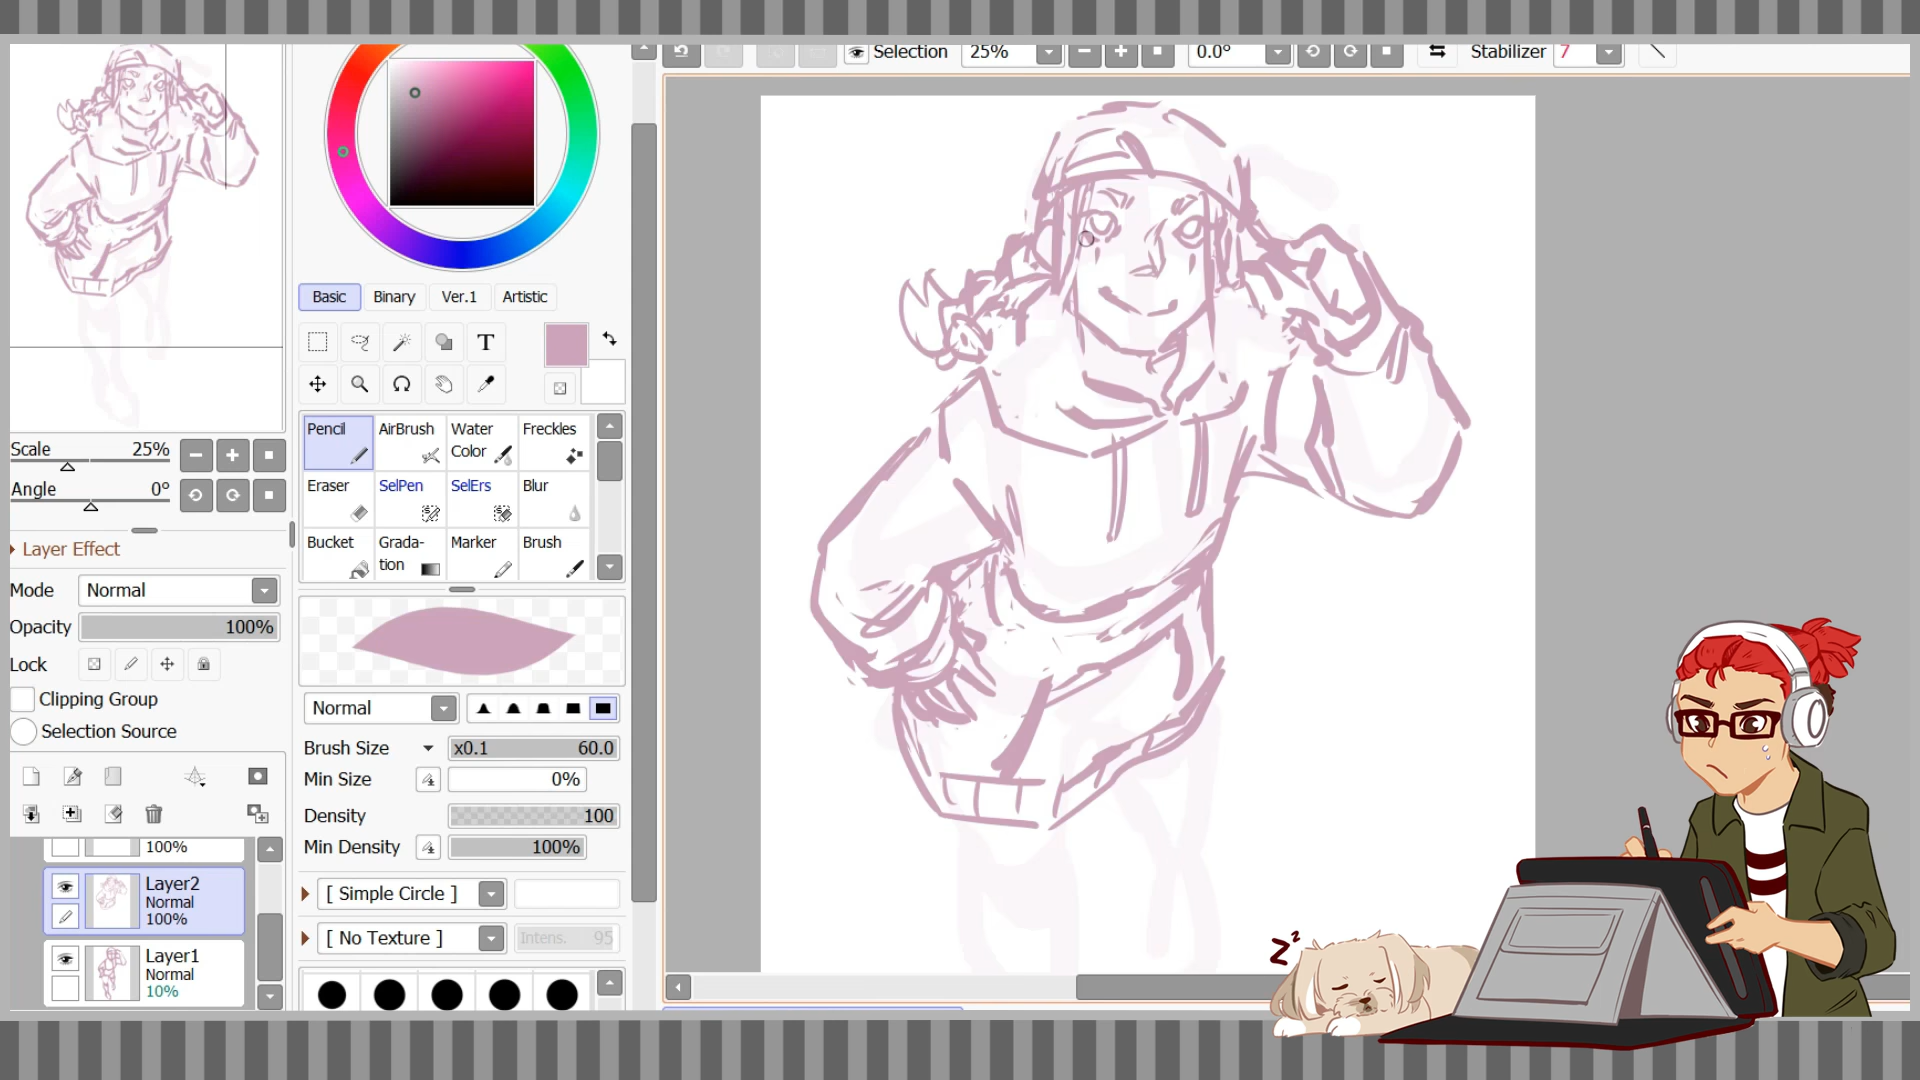 Selection 25% 0.0° Stabilizer 7
Basic Binary Ver.1 Artistic
T
Scale 25%
Angle 0°
Layer Effect
Mode Normal
Opacity 100%
Lock
Clipping Group
Selection Source
100%
Layer2
Normal
100%
Layer1
Normal
10%
Pencil AirBrush Water Color Freckles
Eraser SelPen SelErs Blur
Bucket Grada-
tion Marker Brush
Normal
Brush Size x0.1 60.0
Min Size 0%
Density 100
Min Density 100%
[ Simple Circle ]
[ No Texture ] Intens. 95
Z z